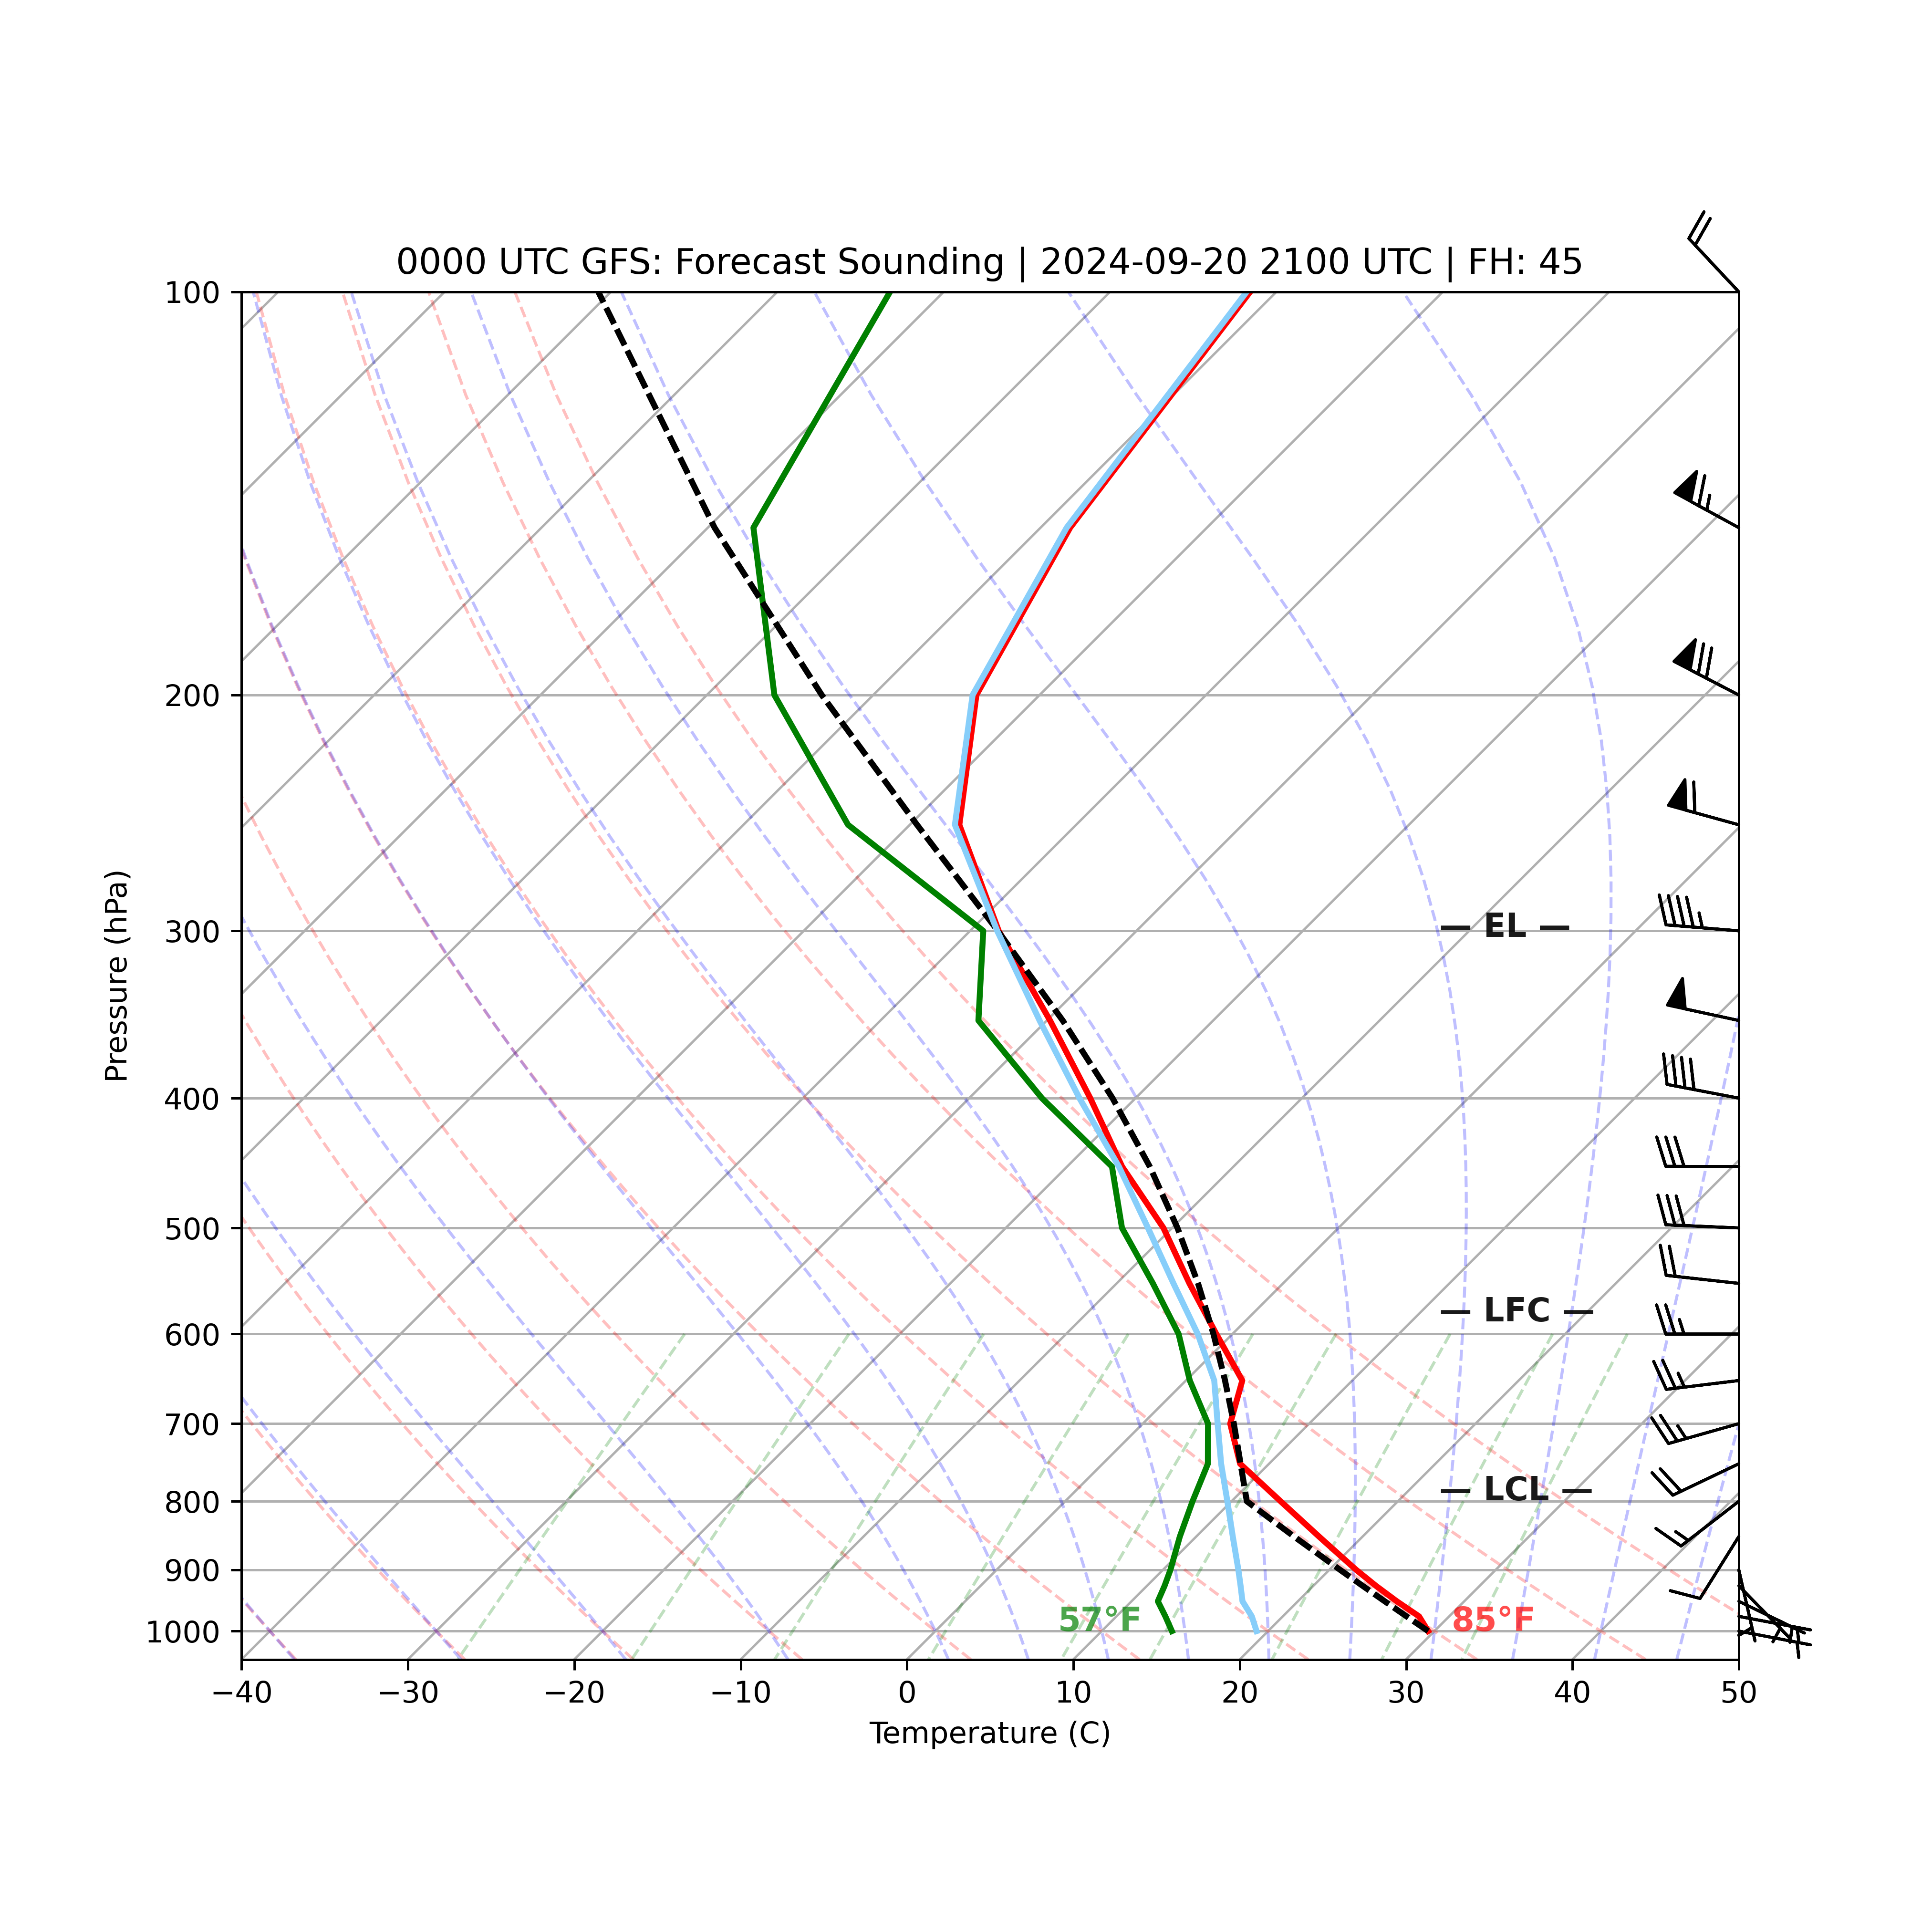 0000 UTC GFS: Forecast Sounding | 2024-09-20 2100 UTC | FH: 45
100
200
300
400
500
600
700
800
900
1000
Pressure (hPa)
— EL —
— LFC —
— LCL —
57°F
85°F
−40
−30
−20
−10
0
10
20
30
40
50
Temperature (C)